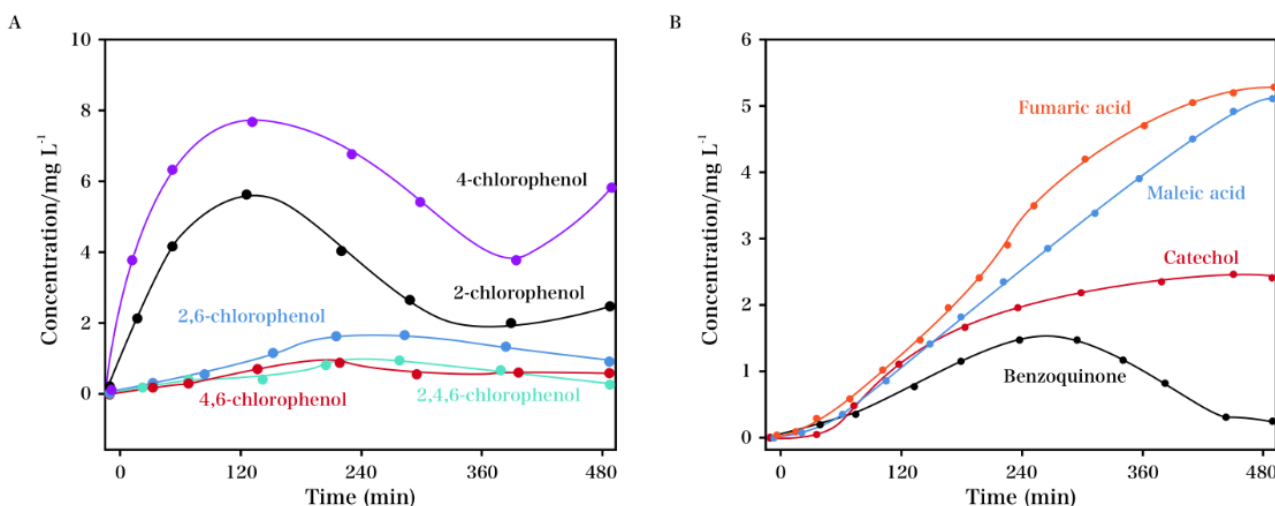 A
Concentration/mg L⁻¹
10
8
6
4
2
0
4-chlorophenol
2-chlorophenol
2,6-chlorophenol
4,6-chlorophenol
2,4,6-chlorophenol
0 120 240 360 480
Time (min)
B
Concentration/mg L⁻¹
6
5
4
3
2
1
0
Fumaric acid
Maleic acid
Catechol
Benzoquinone
0 120 240 360 480
Time (min)